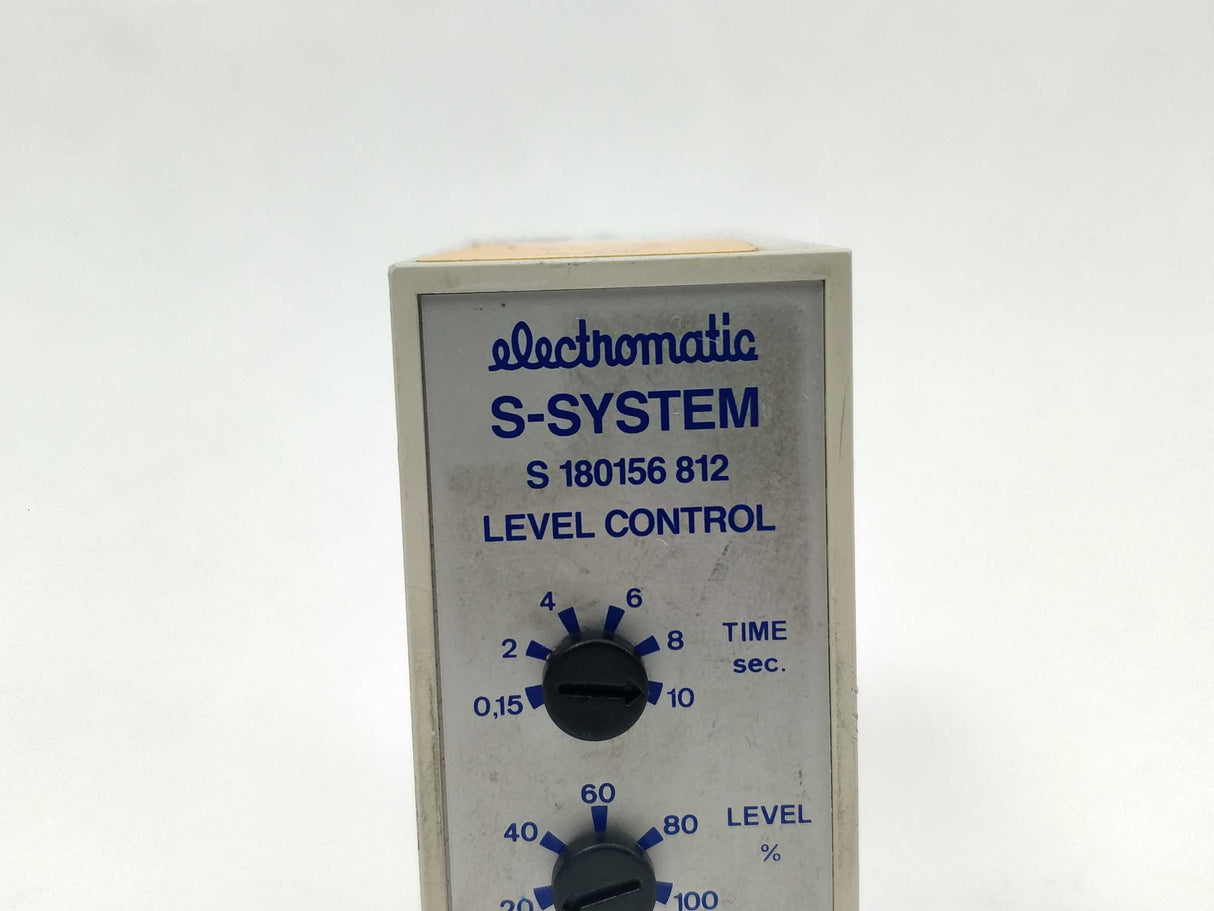 electromatic
S-SYSTEM
S 180156 812
LEVEL CONTROL
4 6
2 8 TIME
sec.
0,15 10
60
40 80 LEVEL
%
20 100